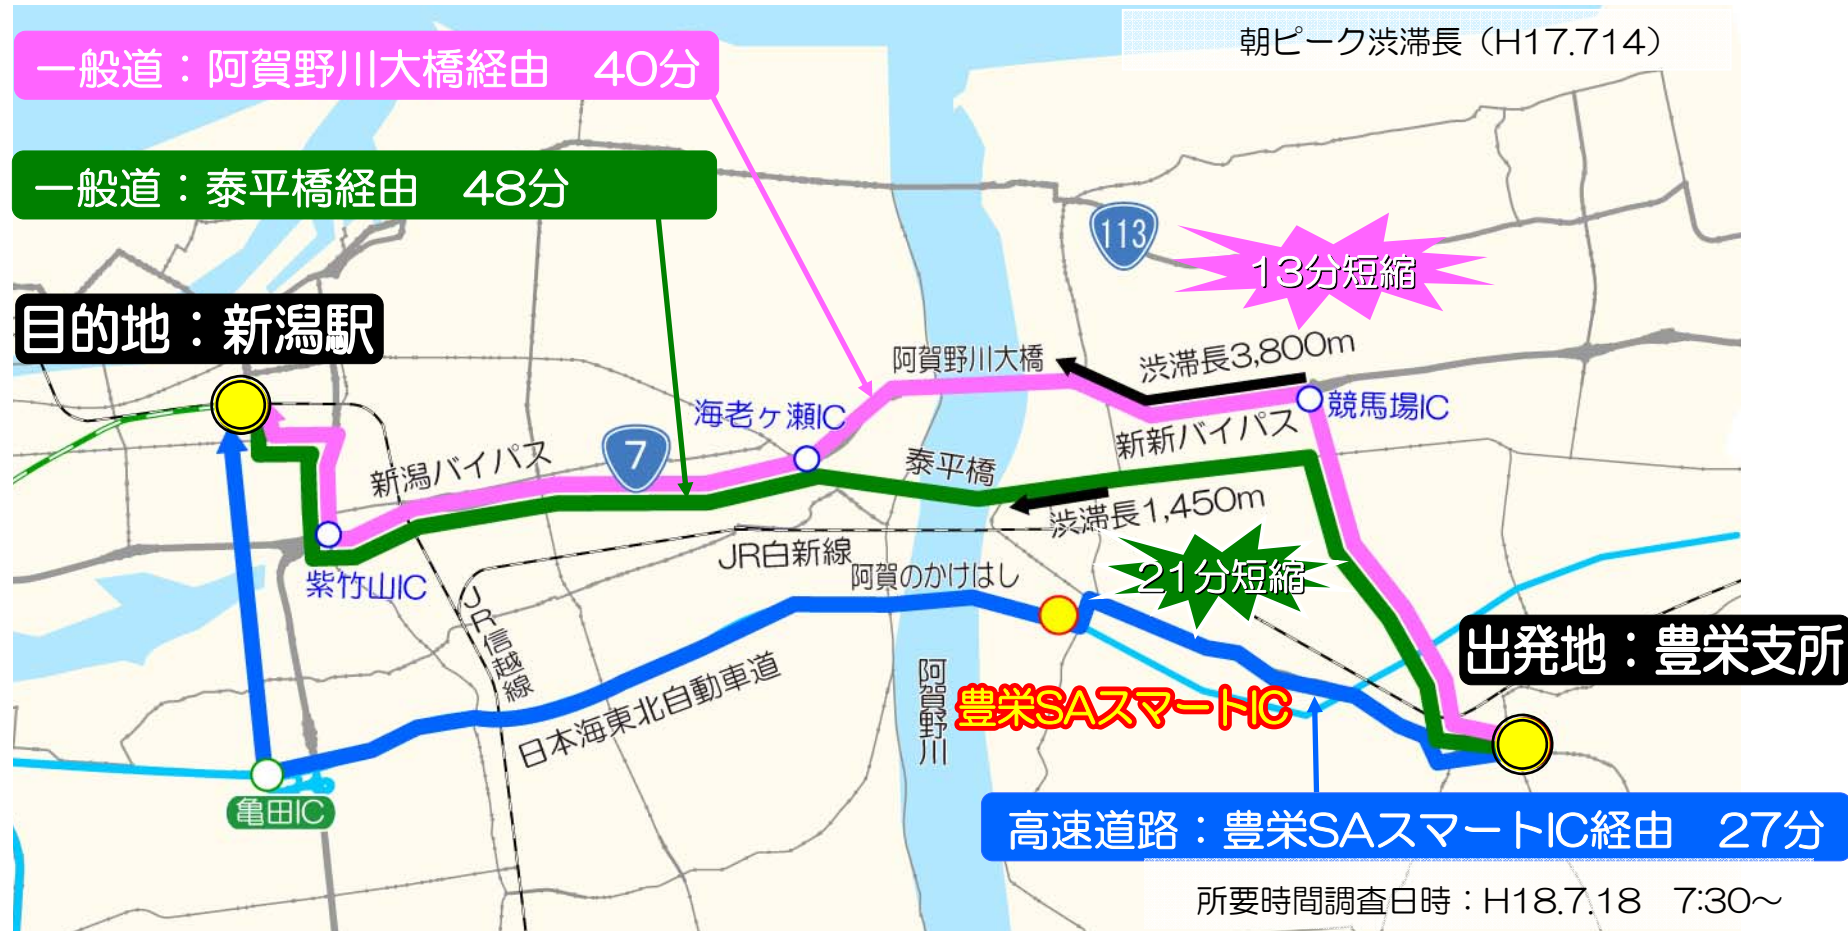 朝ピーク渋滞長（H17.714）
一般道：阿賀野川大橋経由　40分
一般道：泰平橋経由　48分
113
13分短縮
目的地：新潟駅
阿賀野川大橋
渋滞長3,800m
海老ヶ瀬IC
競馬場IC
新潟バイパス
7
泰平橋
新新バイパス
渋滞長1,450m
JR白新線
紫竹山IC
阿賀のかけはし
21分短縮
JR信越線
出発地：豊栄支所
日本海東北自動車道
阿賀野川
豊栄SAスマートIC
亀田IC
高速道路：豊栄SAスマートIC経由　27分
所要時間調査日時：H18.7.18　7:30～